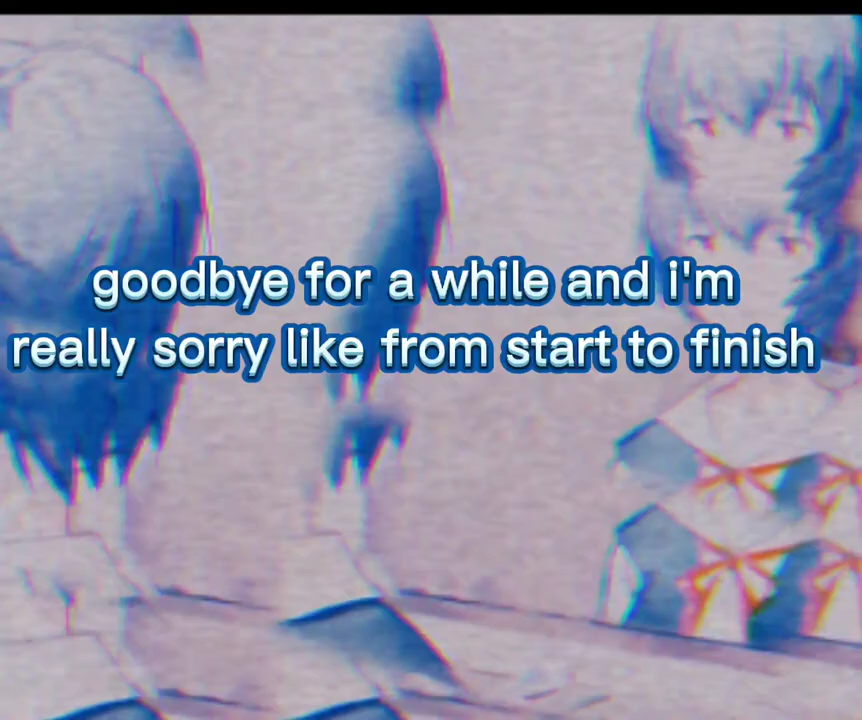 goodbye for a while and i'm
really sorry like from start to finish